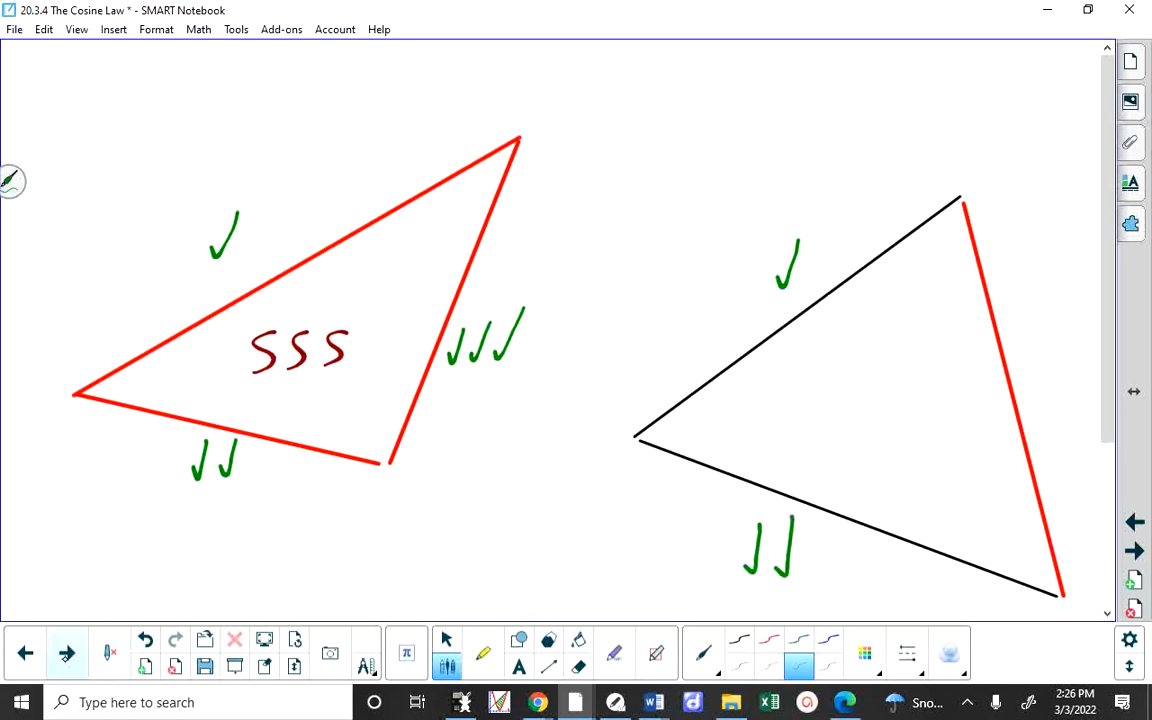 20.3.4 The Cosine Law * - SMART Notebook
File Edit View Insert Format Math Tools Add-ons Account Help
SSS
π
A
Type here to search
Sno...
2:26 PM
3/3/2022